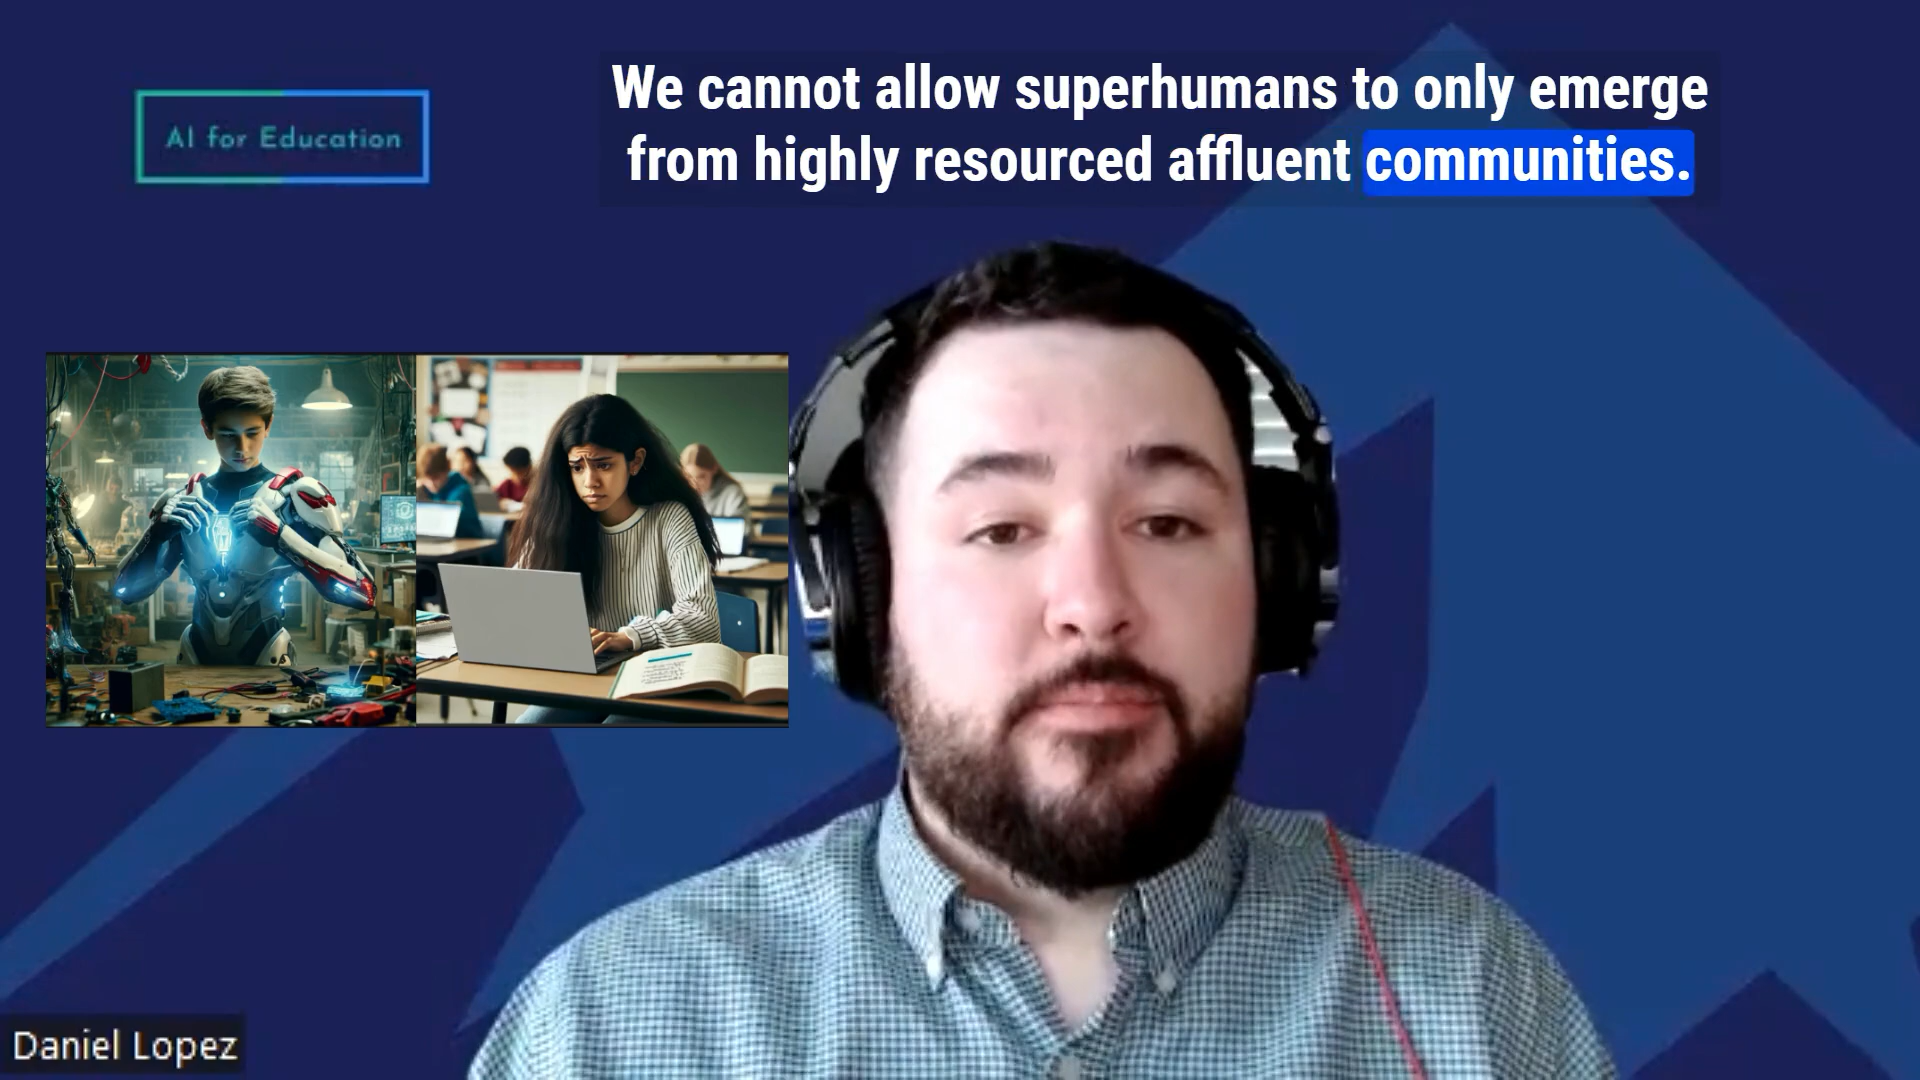 AI for Education
We cannot allow superhumans to only emerge
from highly resourced affluent communities.
Daniel Lopez